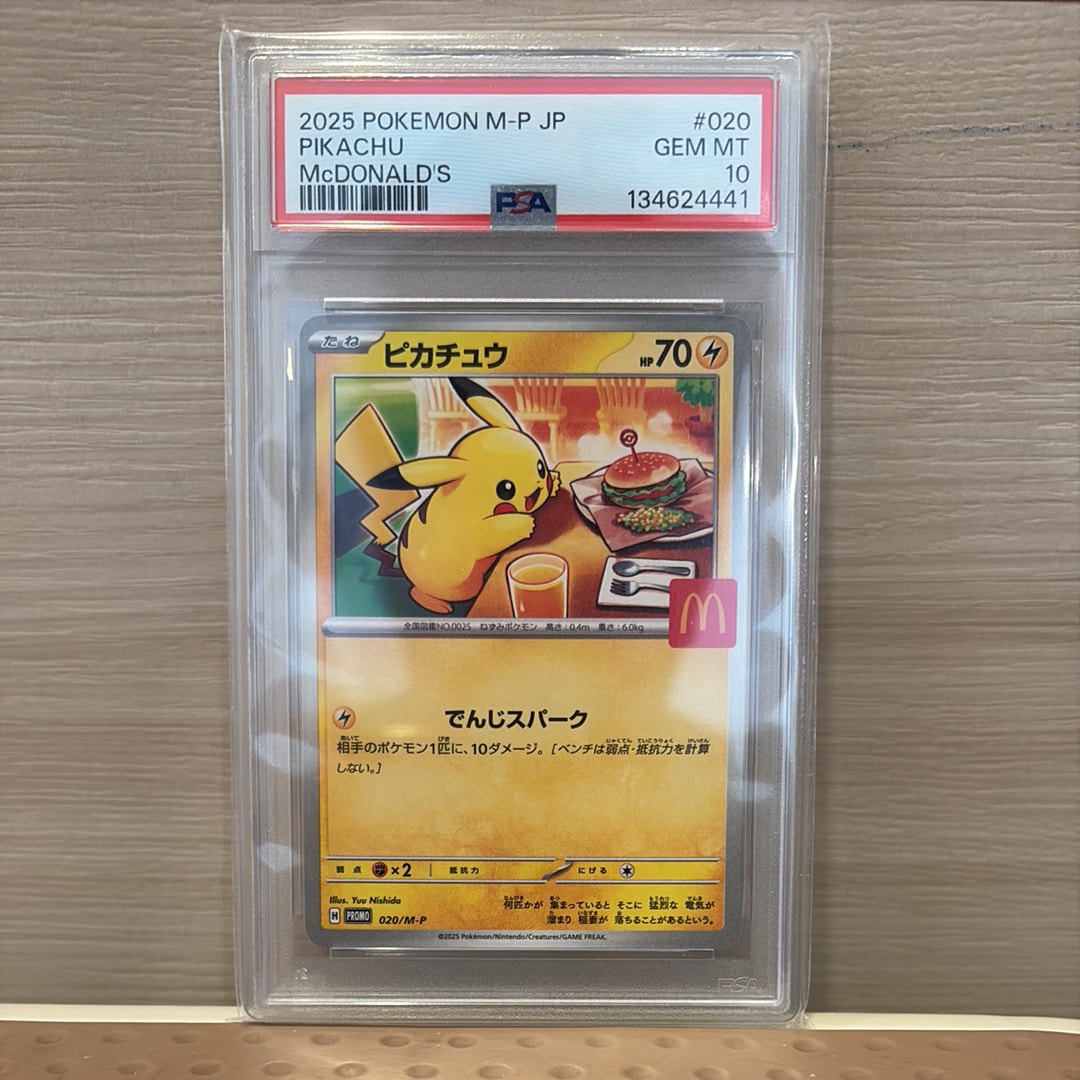 2025 POKEMON M-P JP #020
PIKACHU GEM MT
McDONALD'S 10
PSA 134624441
たね ピカチュウ HP 70
全国図鑑NO.0025 ねずみポケモン 高さ:0.4m 重さ:6.0kg
でんじスパーク
相手のポケモン1匹に、10ダメージ。[ベンチは弱点・抵抗力を計算
しない。]
弱点 ×2 抵抗力 にげる
Illus. Yuu Nishida
何匹かが 集まっていると そこに 猛烈な 電気が
溜まり 稲妻が 落ちることがあるという。
H PROMO 020/M-P
©2025 Pokémon/Nintendo/Creatures/GAME FREAK.
PSA